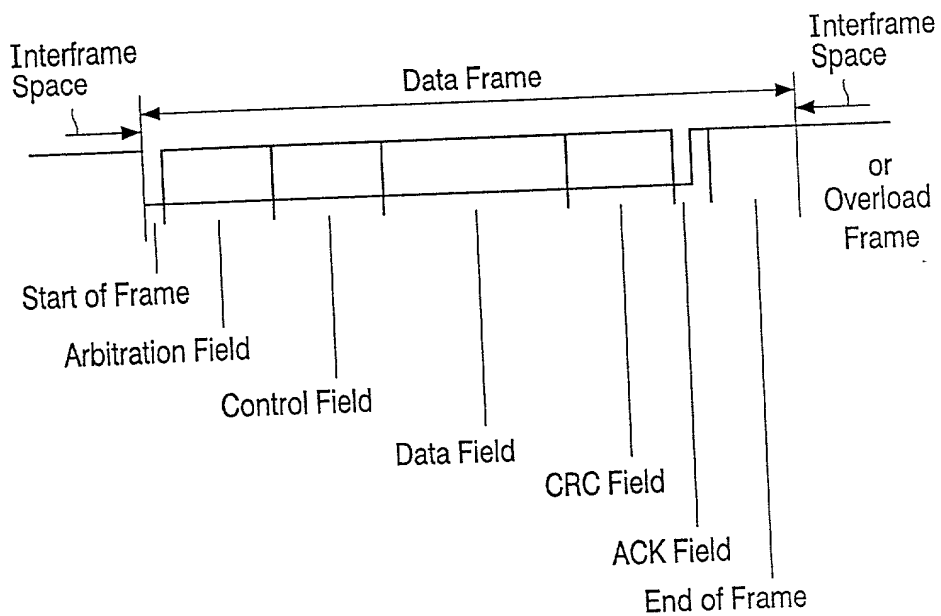 Interframe
Space
Data Frame
Interframe
Space
or
Overload
Frame
Start of Frame
Arbitration Field
Control Field
Data Field
CRC Field
ACK Field
End of Frame